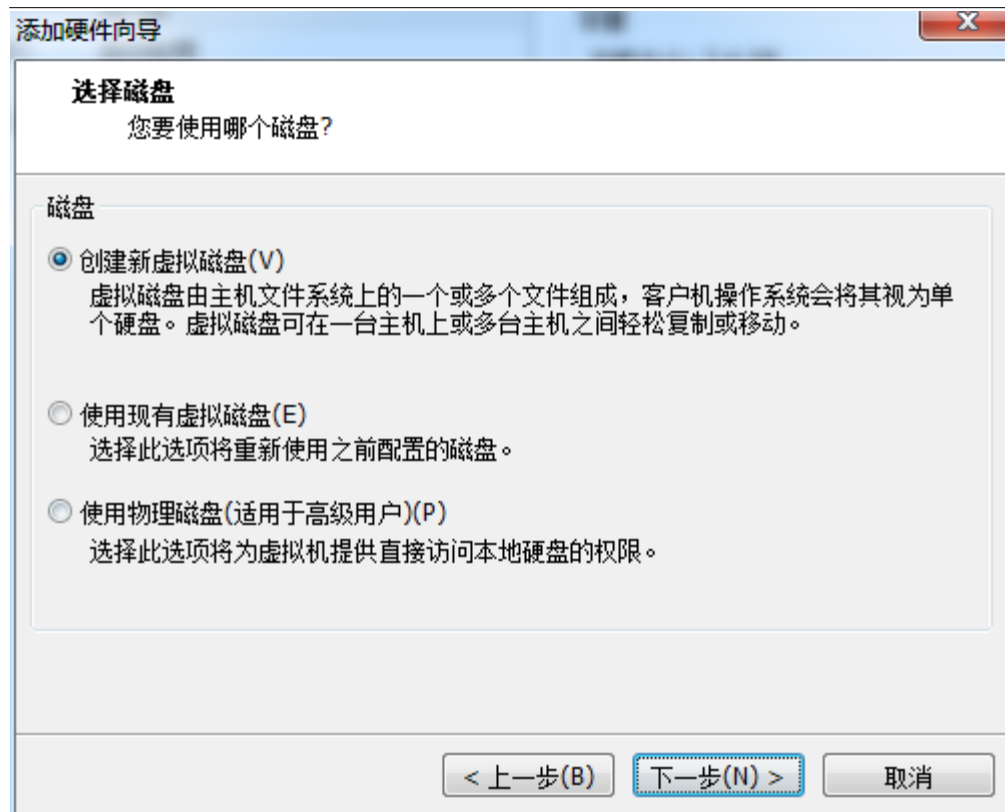 添加硬件向导
选择磁盘
您要使用哪个磁盘?
磁盘
创建新虚拟磁盘(V)
虚拟磁盘由主机文件系统上的一个或多个文件组成，客户机操作系统会将其视为单
个硬盘。虚拟磁盘可在一台主机上或多台主机之间轻松复制或移动。
使用现有虚拟磁盘(E)
选择此选项将重新使用之前配置的磁盘。
使用物理磁盘(适用于高级用户)(P)
选择此选项将为虚拟机提供直接访问本地硬盘的权限。
< 上一步(B) 下一步(N) > 取消